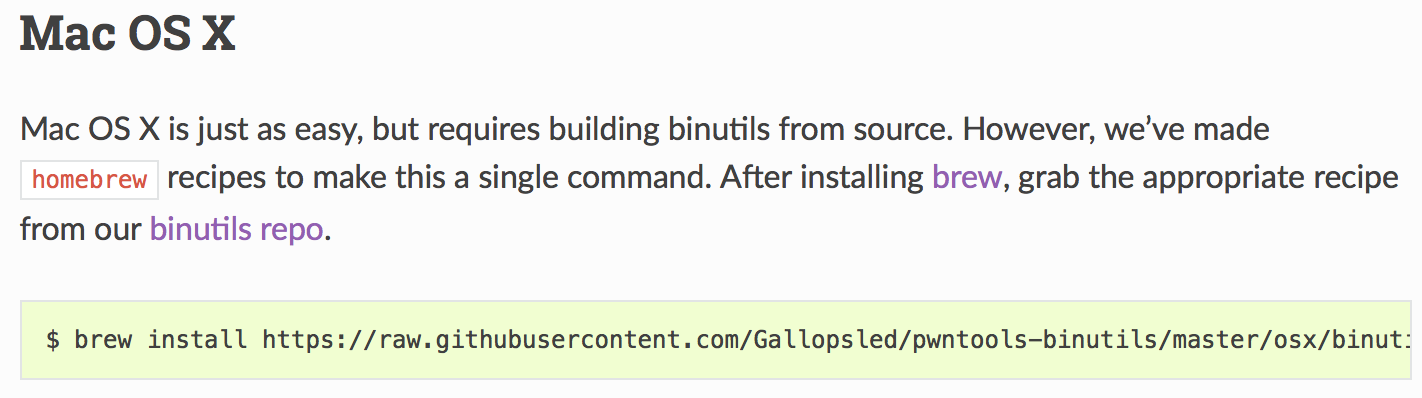 Mac OS X
Mac OS X is just as easy, but requires building binutils from source. However, we’ve made
homebrew recipes to make this a single command. After installing brew, grab the appropriate recipe
from our binutils repo.
$ brew install https://raw.githubusercontent.com/Gallopsled/pwntools-binutils/master/osx/binuti